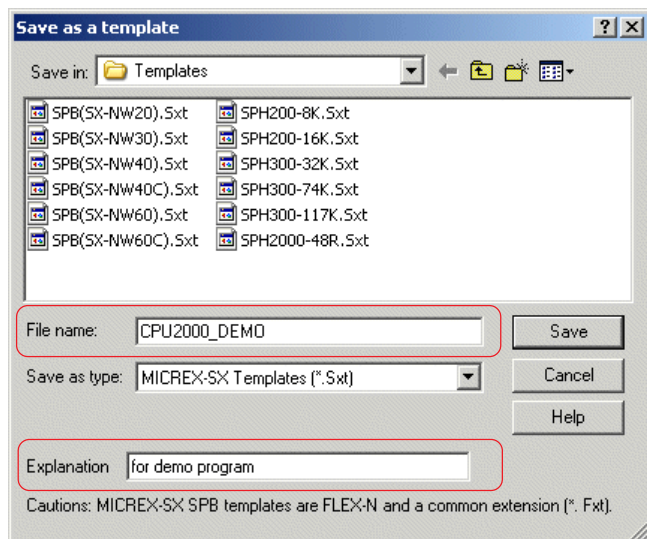 Save as a template
Save in: Templates
SPB(SX-NW20).Sxt
SPB(SX-NW30).Sxt
SPB(SX-NW40).Sxt
SPB(SX-NW40C).Sxt
SPB(SX-NW60).Sxt
SPB(SX-NW60C).Sxt
SPH200-8K.Sxt
SPH200-16K.Sxt
SPH300-32K.Sxt
SPH300-74K.Sxt
SPH300-117K.Sxt
SPH2000-48R.Sxt
File name: CPU2000_DEMO
Save
Save as type: MICREX-SX Templates (*.Sxt)
Cancel
Help
Explanation for demo program
Cautions: MICREX-SX SPB templates are FLEX-N and a common extension (*. Fxt).